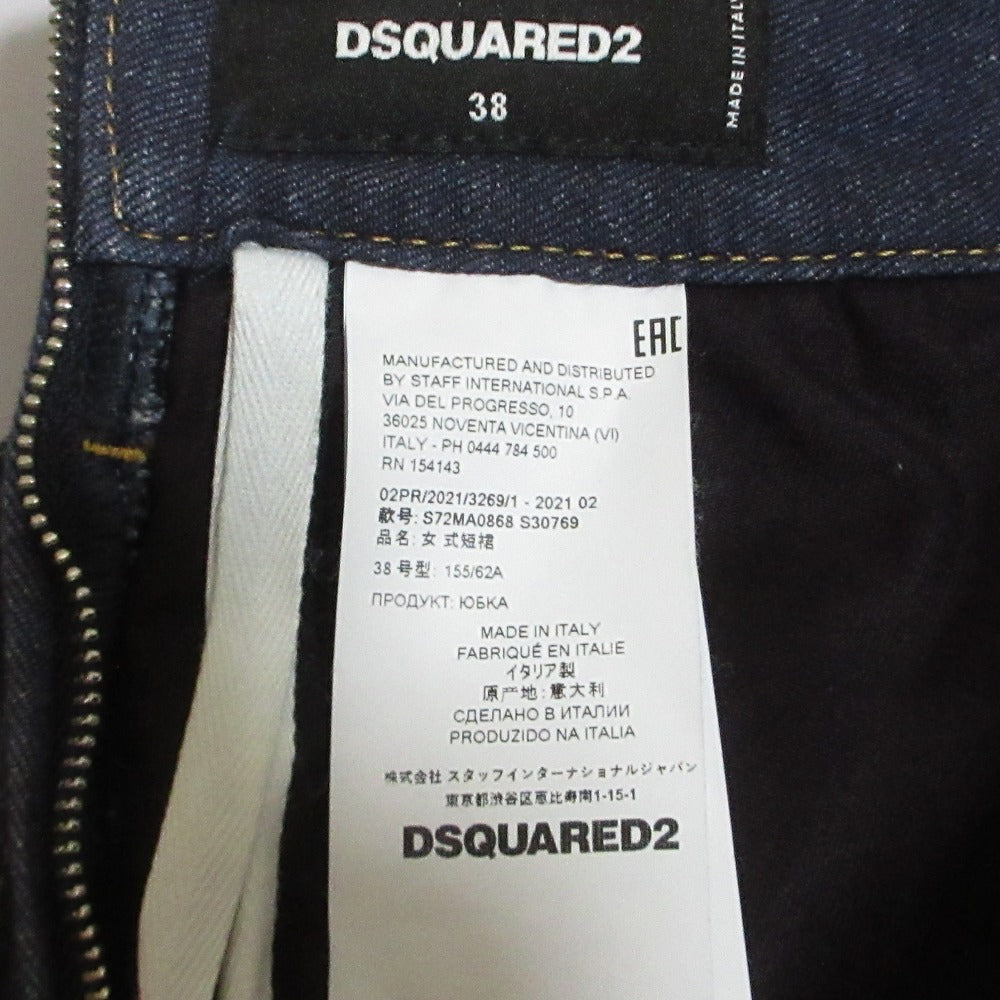 DSQUARED2
38
MADE IN ITALY
EAC
MANUFACTURED AND DISTRIBUTED
BY STAFF INTERNATIONAL S.P.A.
VIA DEL PROGRESSO, 10
36025 NOVENTA VICENTINA (VI)
ITALY - PH 0444 784 500
RN 154143
02PR/2021/3269/1 - 2021 02
款号: S72MA0868 S30769
品名: 女 式短裙
38 号型: 155/62A
ПРОДУКТ: ЮБКА
MADE IN ITALY
FABRIQUÉ EN ITALIE
イタリア製
原产地: 意大利
СДЕЛАНО В ИТАЛИИ
PRODUZIDO NA ITALIA
株式会社 スタッフインターナショナルジャパン
東京都渋谷区恵比寿南1-15-1
DSQUARED2